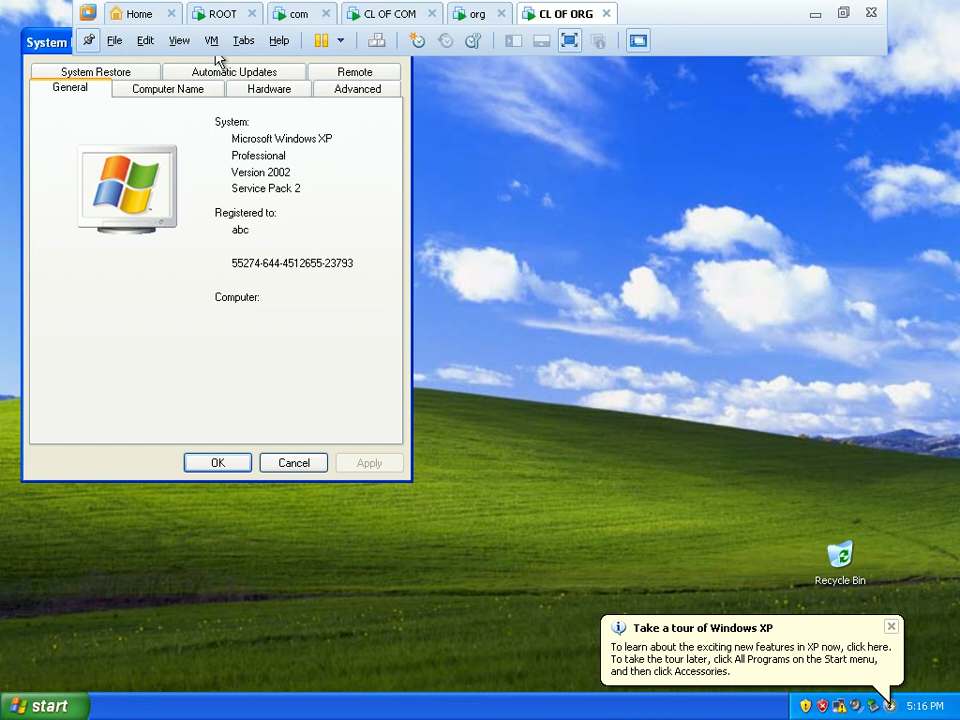 Home
ROOT
com
CL OF COM
org
CL OF ORG
File Edit View VM Tabs Help
System
System Restore Automatic Updates Remote
General Computer Name Hardware Advanced
System:
Microsoft Windows XP
Professional
Version 2002
Service Pack 2
Registered to:
abc
55274-644-4512655-23793
Computer:
OK Cancel Apply
Recycle Bin
Take a tour of Windows XP
To learn about the exciting new features in XP now, click here.
To take the tour later, click All Programs on the Start menu,
and then click Accessories.
start
5:16 PM